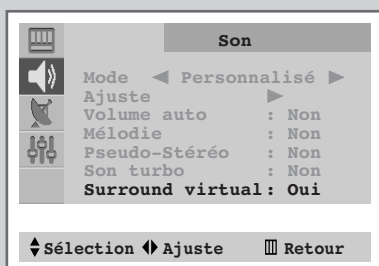 Son
Mode ◀ Personnalisé ▶
Ajuste ▶
Volume auto : Non
Mélodie : Non
Pseudo-Stéréo : Non
Son turbo : Non
Surround virtual: Oui
Sélection Ajuste Retour